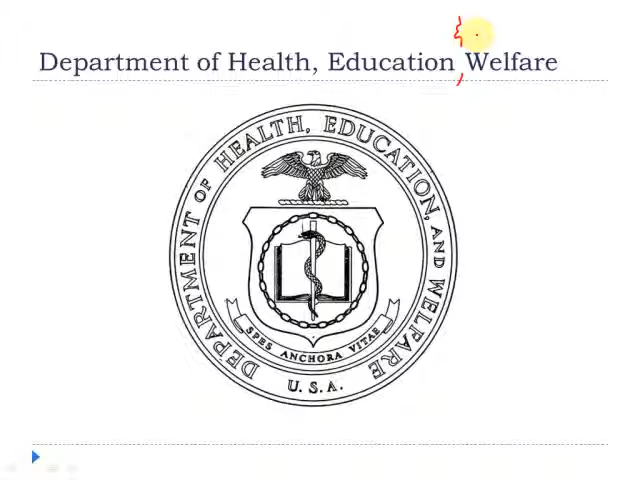 Department of Health, Education Welfare
DEPARTMENT OF HEALTH, EDUCATION, AND WELFARE
SPES ANCHORA VITAE
U.S.A.